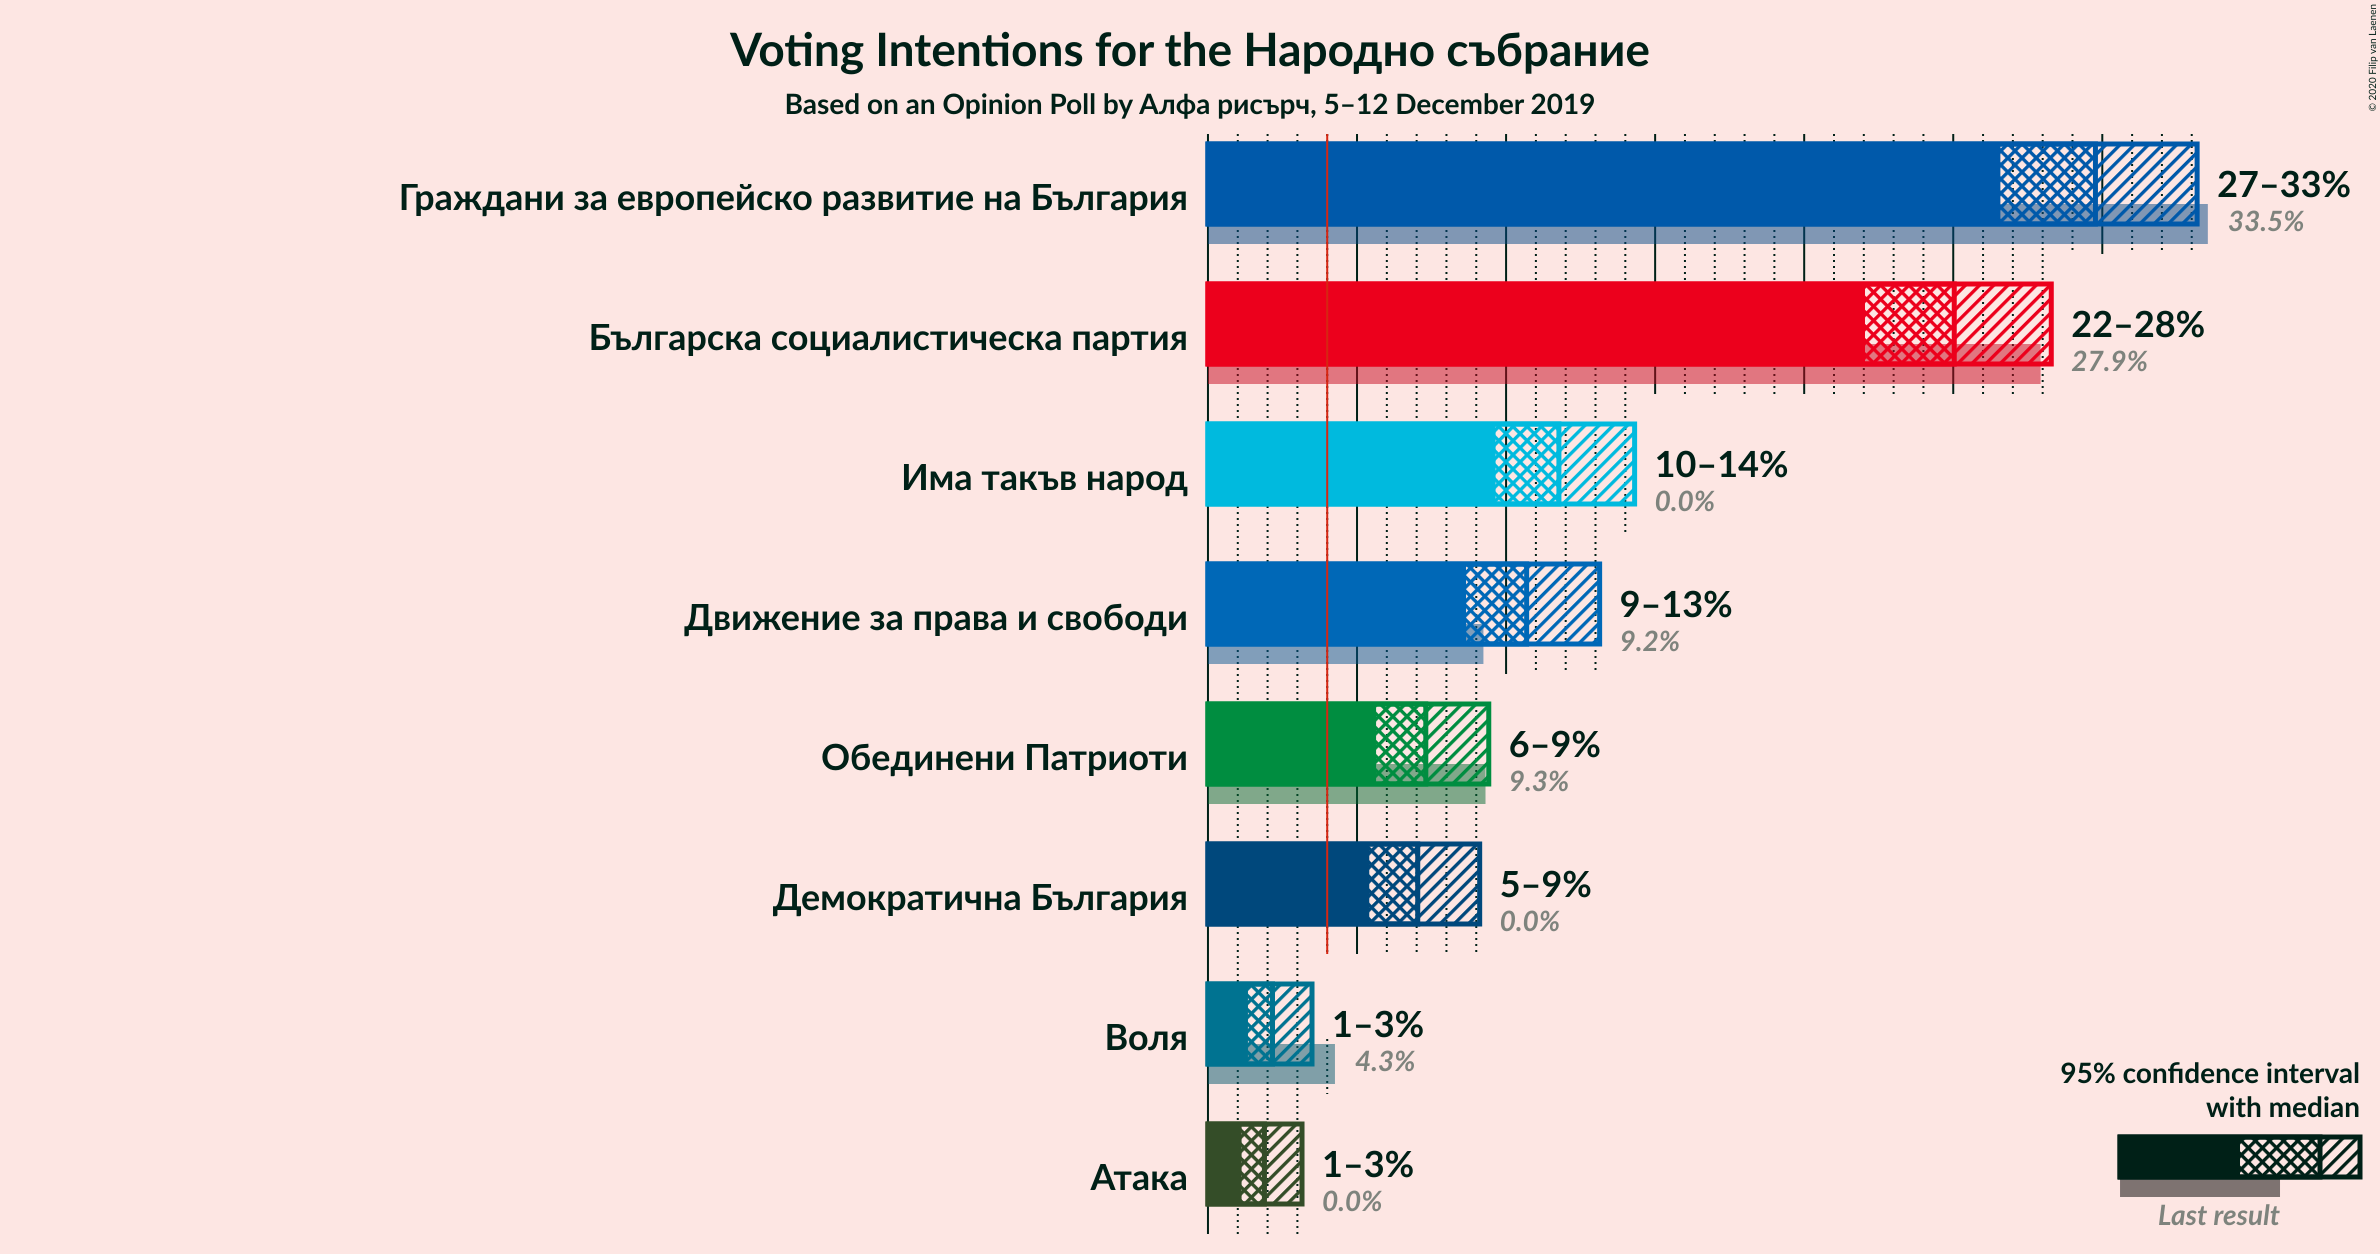 Voting Intentions for the Народно събрание
Based on an Opinion Poll by Алфа рисърч, 5–12 December 2019
© 2020 Filip van Laenen
Граждани за европейско развитие на България
27–33%
33.5%
Българска социалистическа партия
22–28%
27.9%
Има такъв народ
10–14%
0.0%
Движение за права и свободи
9–13%
9.2%
Обединени Патриоти
6–9%
9.3%
Демократична България
5–9%
0.0%
Воля
1–3%
4.3%
Атака
1–3%
0.0%
95% confidence interval
with median
Last result